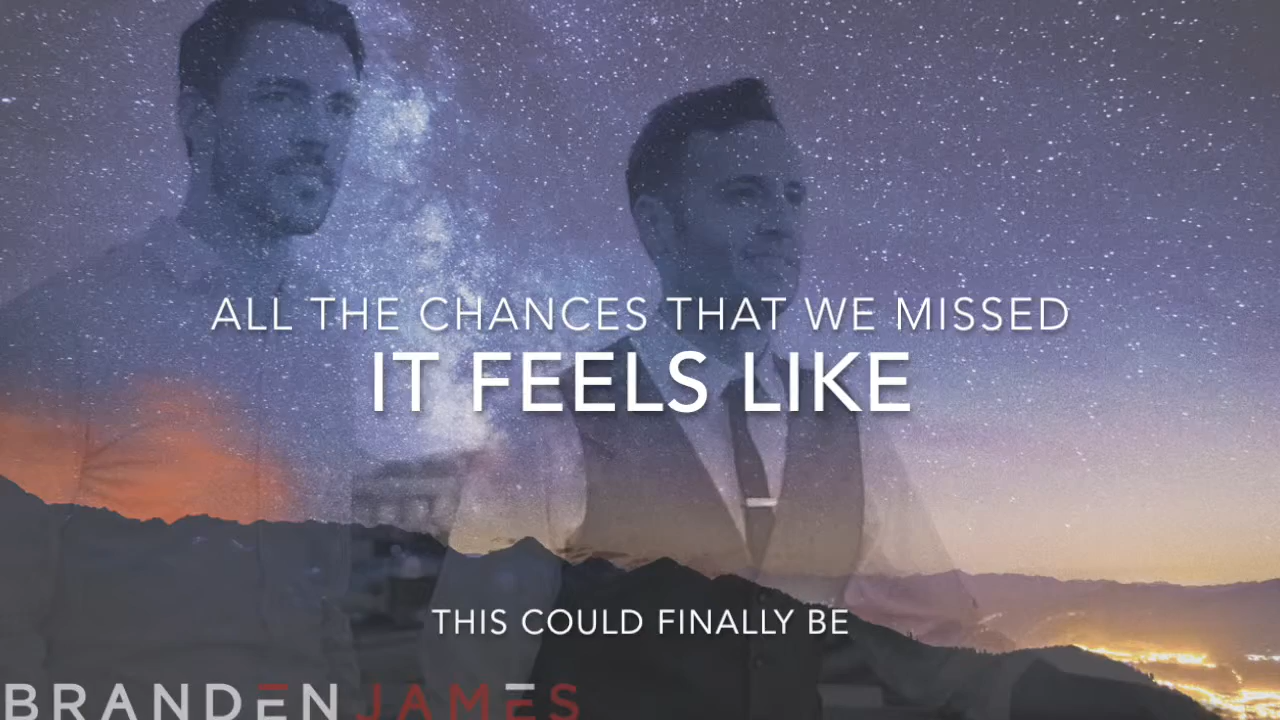 ALL THE CHANCES THAT WE MISSED
IT FEELS LIKE
THIS COULD FINALLY BE
BRANDEN JAMES